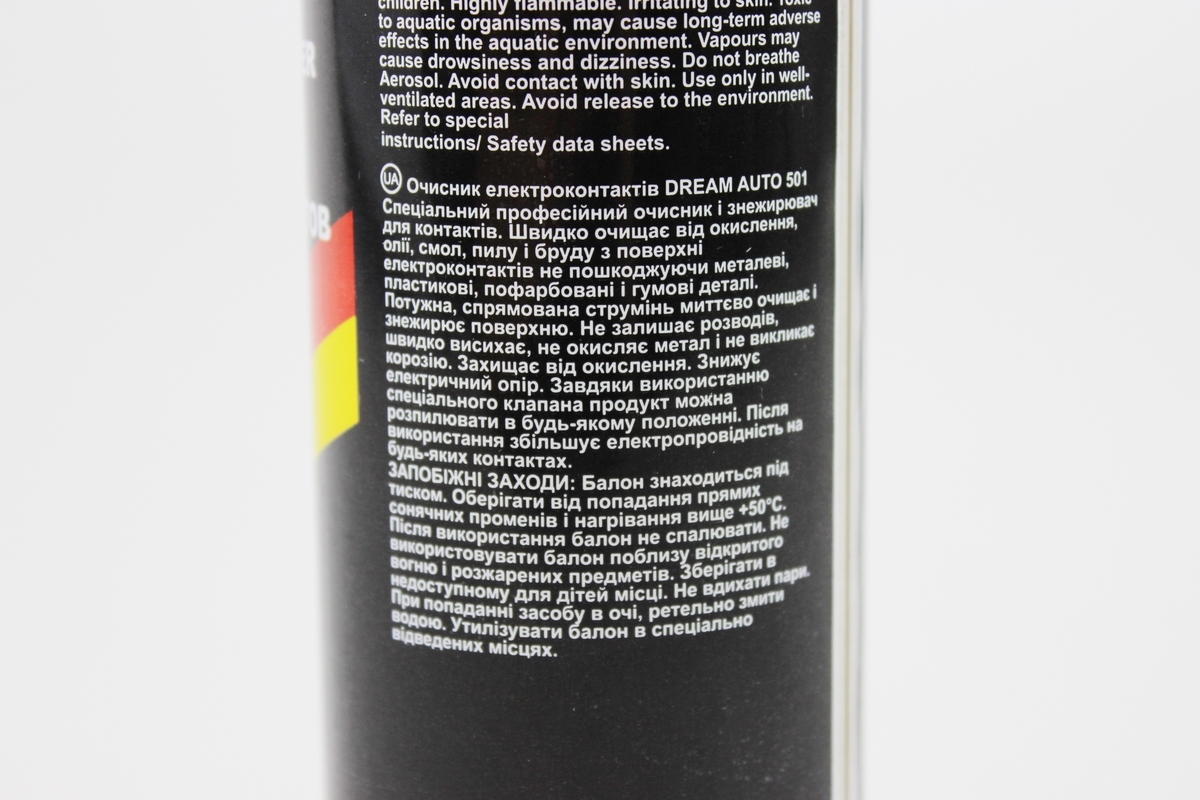 children. Highly flammable. Irritating to skin. Toxic
to aquatic organisms, may cause long-term adverse
effects in the aquatic environment. Vapours may
cause drowsiness and dizziness. Do not breathe
Aerosol. Avoid contact with skin. Use only in well-
ventilated areas. Avoid release to the environment.
Refer to special
instructions/ Safety data sheets.
UA Очисник електроконтактів DREAM AUTO 501
Спеціальний професійний очисник і знежирювач
для контактів. Швидко очищає від окислення,
олії, смол, пилу і бруду з поверхні
електроконтактів не пошкоджуючи металеві,
пластикові, пофарбовані і гумові деталі.
Потужна, спрямована струмінь миттєво очищає і
знежирює поверхню. Не залишає розводів,
швидко висихає, не окисляє метал і не викликає
корозію. Захищає від окислення. Знижує
електричний опір. Завдяки використанню
спеціального клапана продукт можна
розпилювати в будь-якому положенні. Після
використання збільшує електропровідність на
будь-яких контактах.
ЗАПОБІЖНІ ЗАХОДИ: Балон знаходиться під
тиском. Оберігати від попадання прямих
сонячних променів і нагрівання вище +50°C.
Після використання балон не спалювати. Не
використовувати балон поблизу відкритого
вогню і розжарених предметів. Зберігати в
недоступному для дітей місці. Не вдихати пари.
При попаданні засобу в очі, ретельно змити
водою. Утилізувати балон в спеціально
відведених місцях.
ER
ОВ